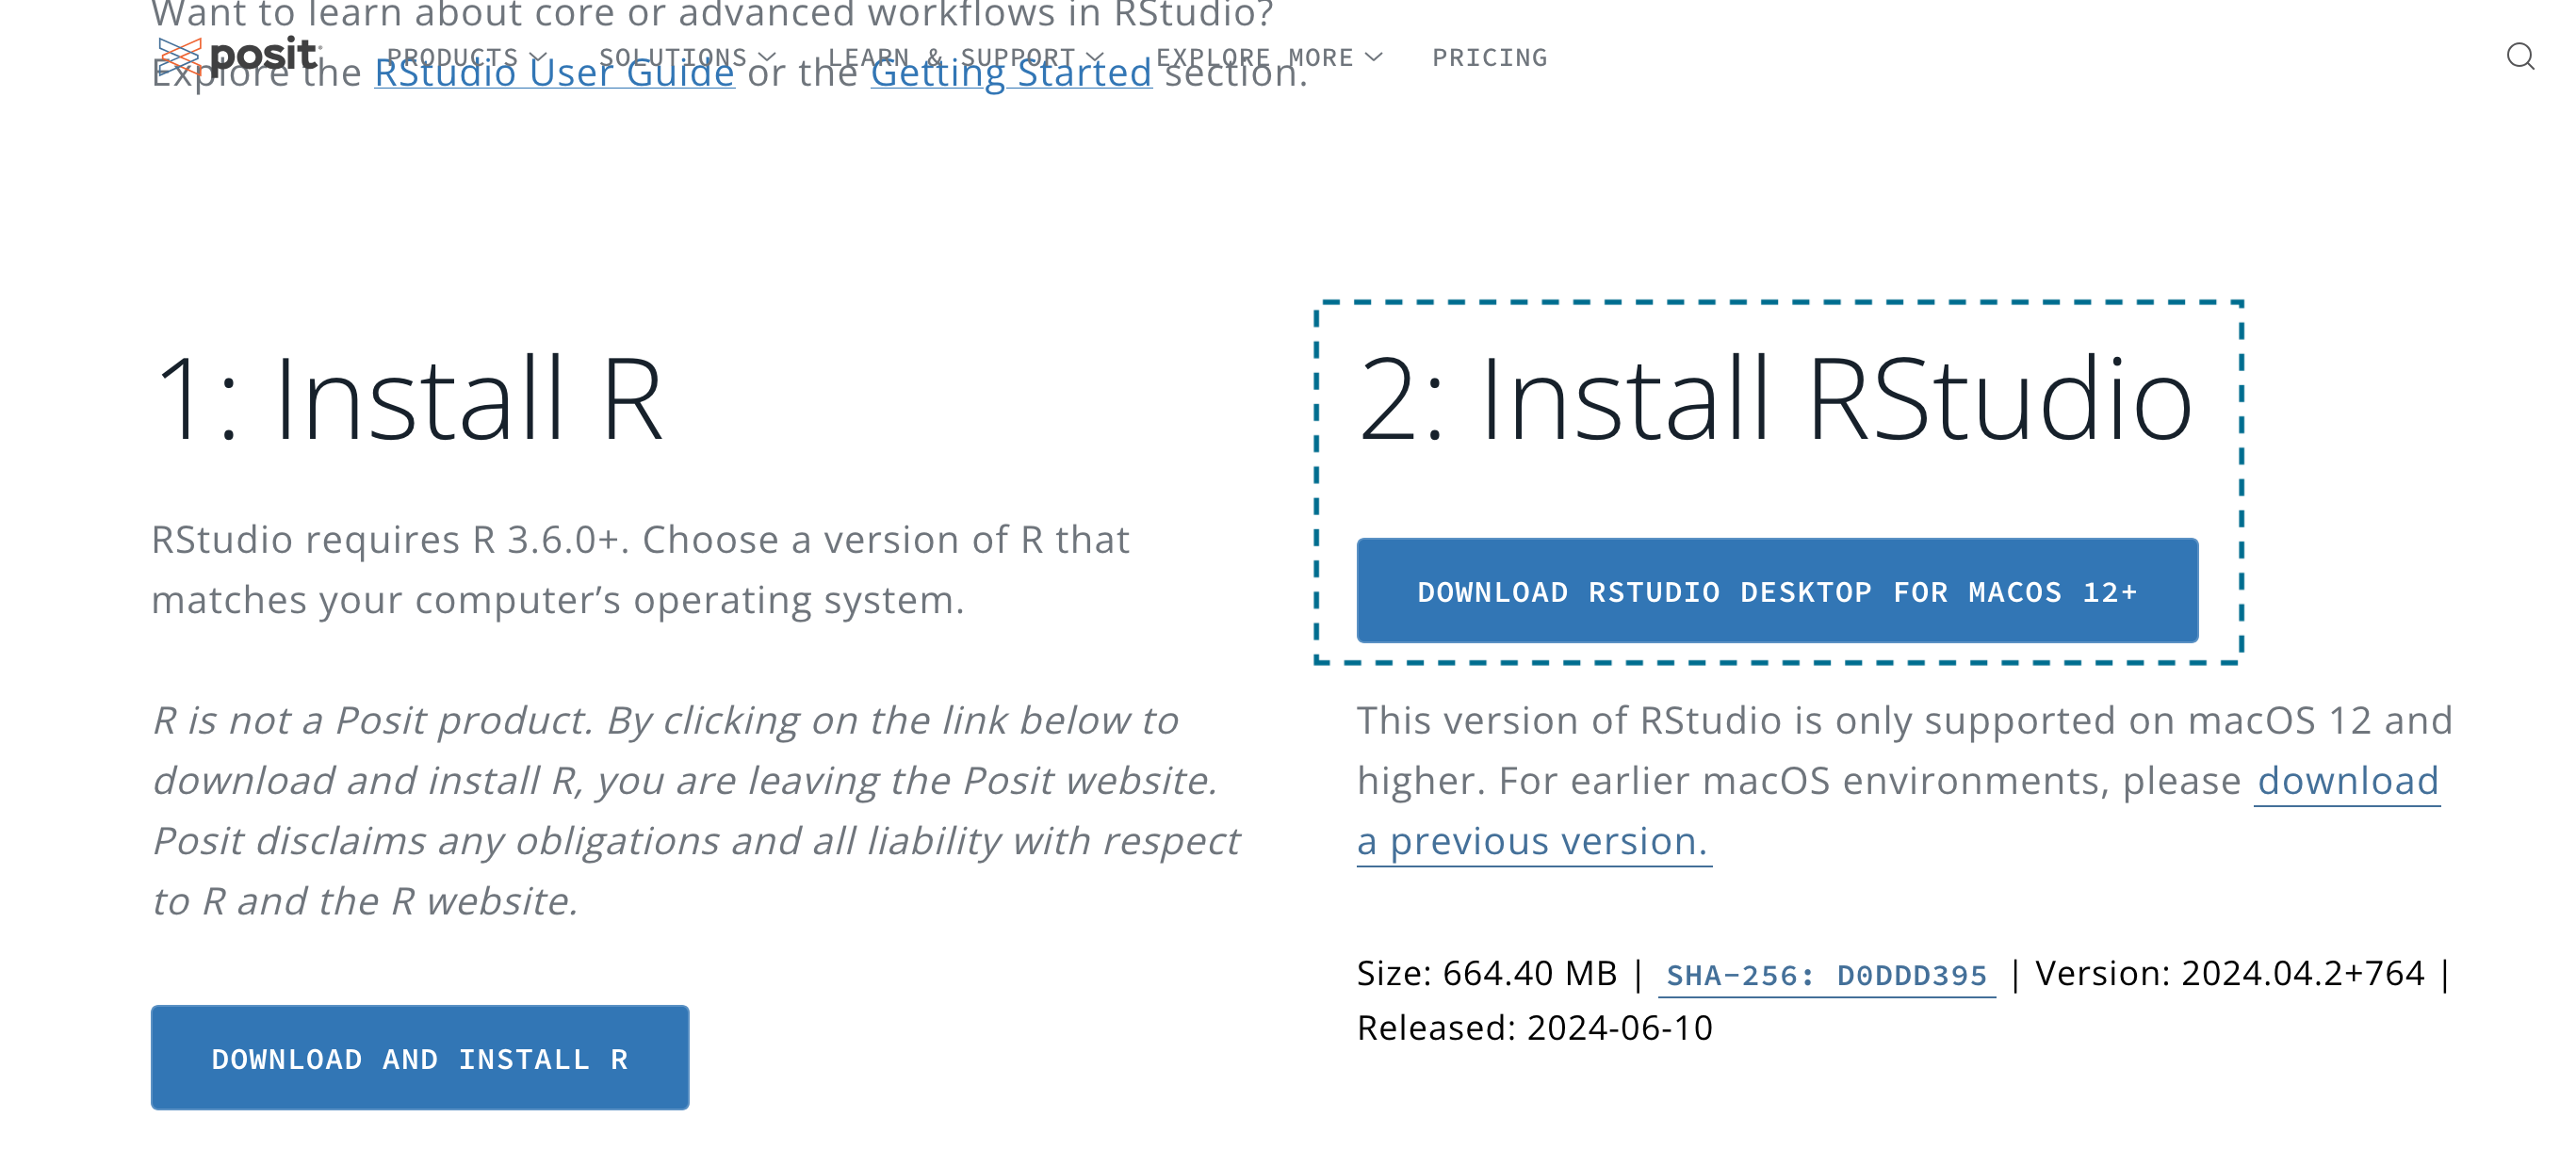 Want to learn about core or advanced workflows in RStudio?
posit PRODUCTS SOLUTIONS LEARN & SUPPORT EXPLORE MORE PRICING
Explore the RStudio User Guide or the Getting Started section.
1: Install R
RStudio requires R 3.6.0+. Choose a version of R that
matches your computer’s operating system.
R is not a Posit product. By clicking on the link below to
download and install R, you are leaving the Posit website.
Posit disclaims any obligations and all liability with respect
to R and the R website.
DOWNLOAD AND INSTALL R
2: Install RStudio
DOWNLOAD RSTUDIO DESKTOP FOR MACOS 12+
This version of RStudio is only supported on macOS 12 and
higher. For earlier macOS environments, please download
a previous version.
Size: 664.40 MB | SHA-256: D0DDD395 | Version: 2024.04.2+764 |
Released: 2024-06-10